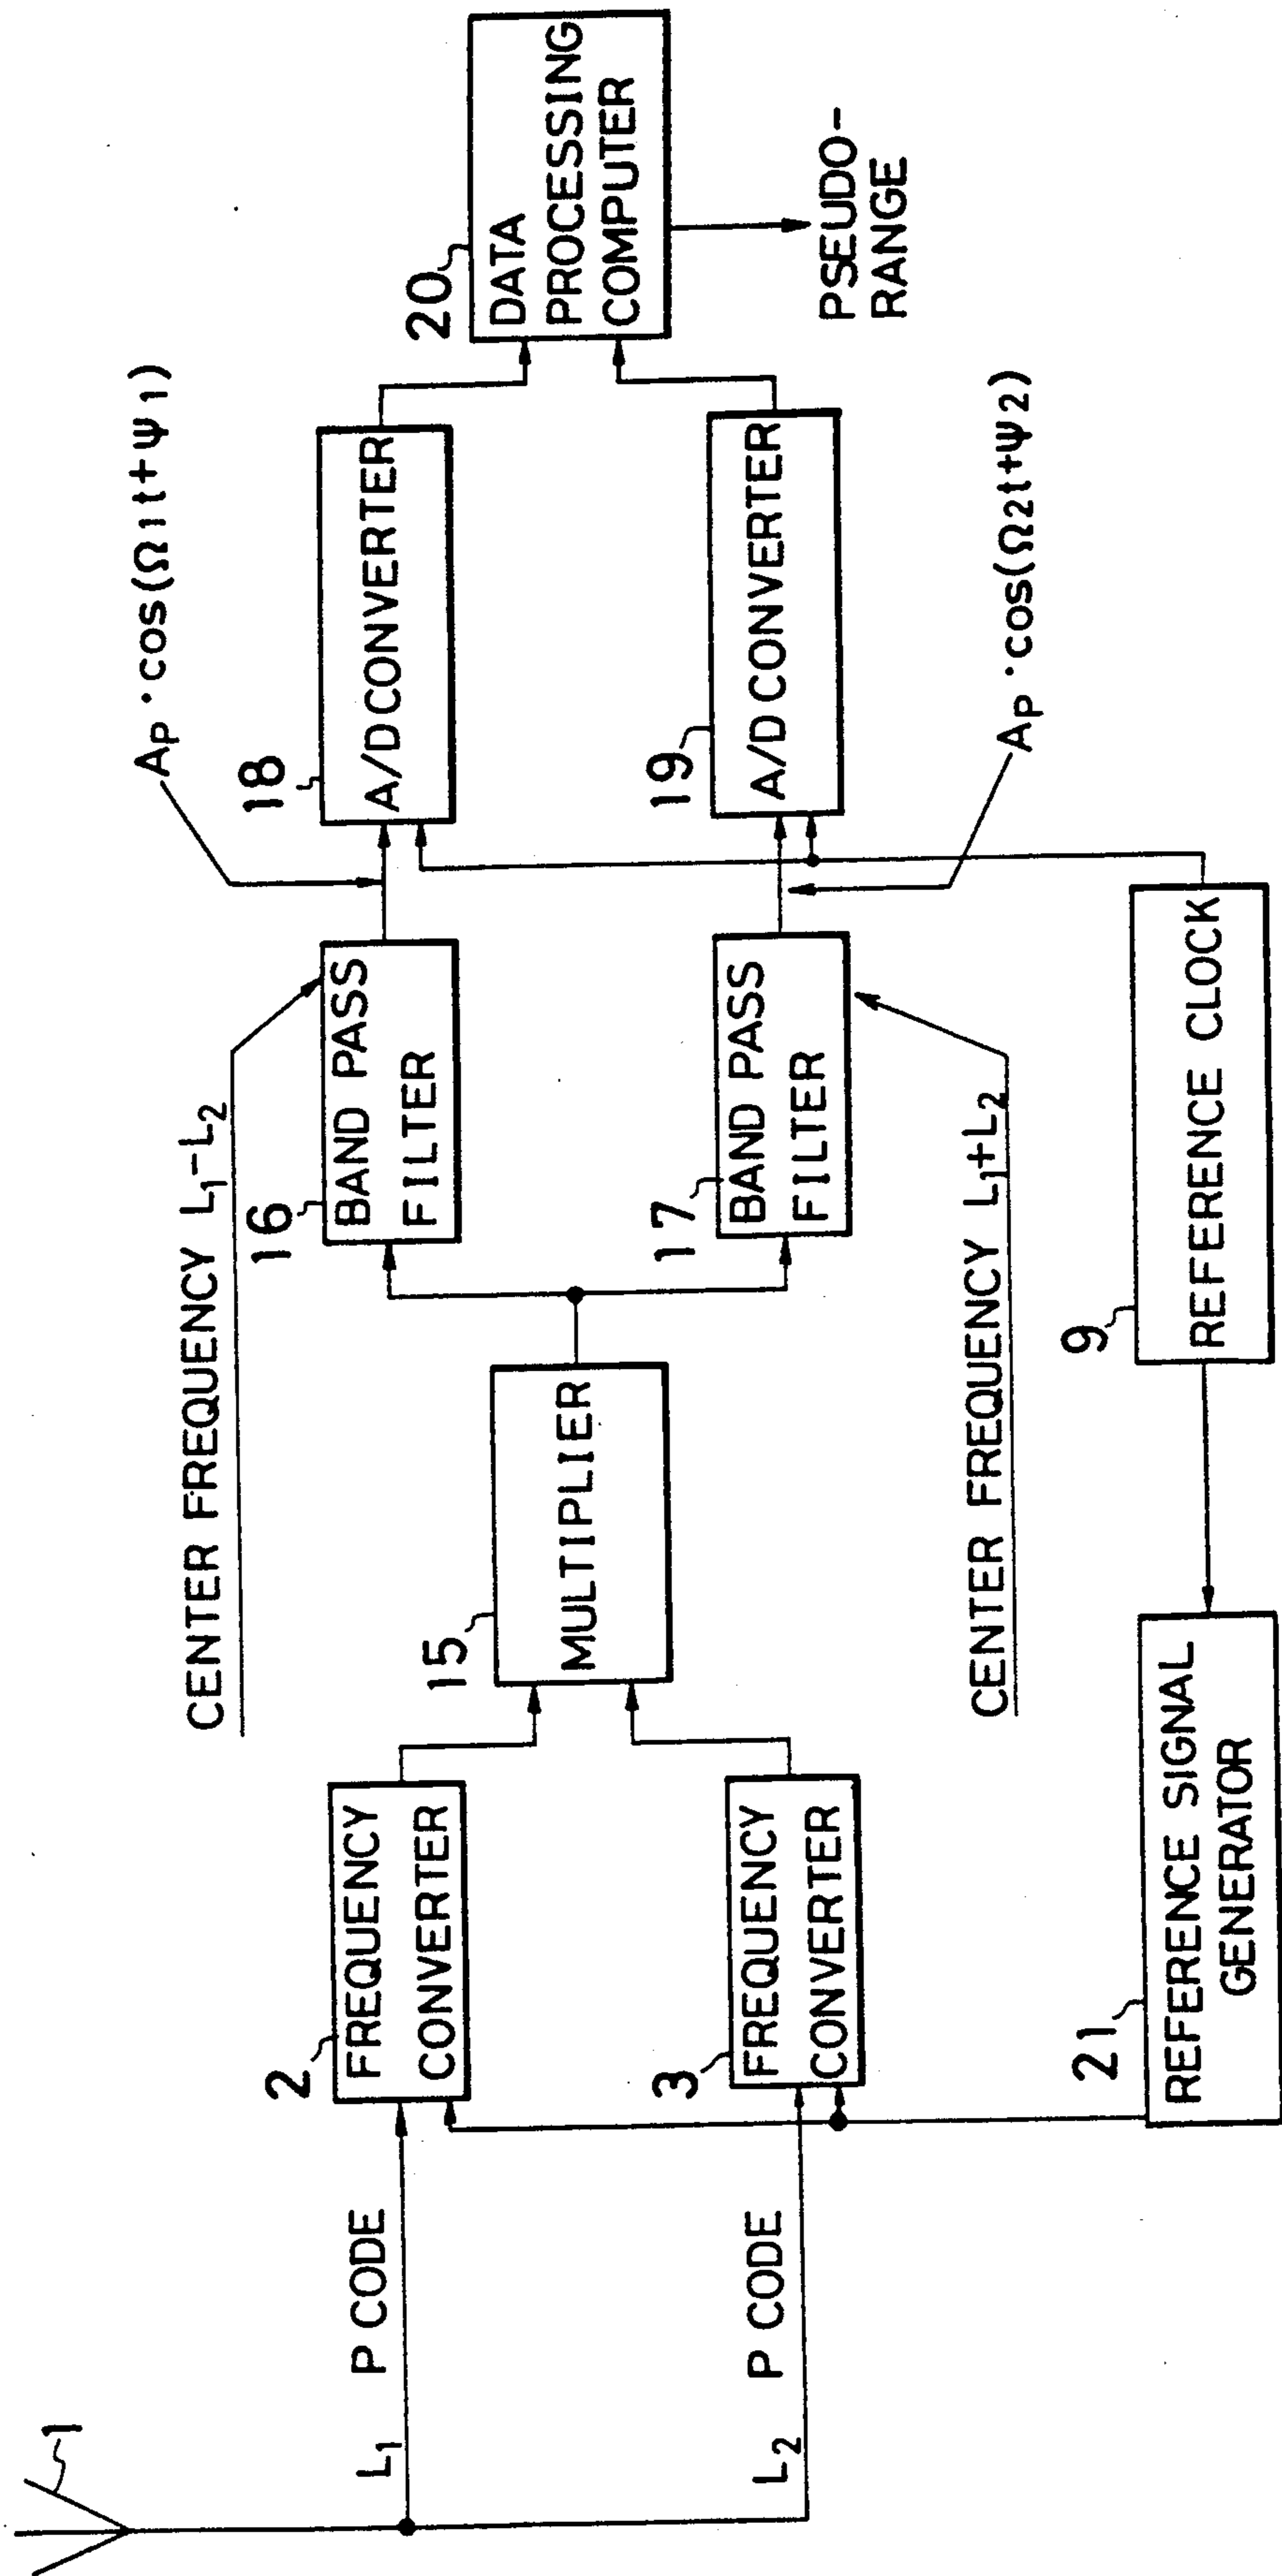 1
L₁ P CODE
L₂ P CODE
2
FREQUENCY
CONVERTER
3
FREQUENCY
CONVERTER
21
REFERENCE SIGNAL
GENERATOR
15
MULTIPLIER
CENTER FREQUENCY L₁-L₂
16
BAND PASS
FILTER
17
BAND PASS
FILTER
CENTER FREQUENCY L₁+L₂
9
REFERENCE CLOCK
Aₚ·cos(Ω₁t+Ψ₁)
18
A/D CONVERTER
19
A/D CONVERTER
Aₚ·cos(Ω₂t+Ψ₂)
20
DATA
PROCESSING
COMPUTER
PSEUDO-
RANGE